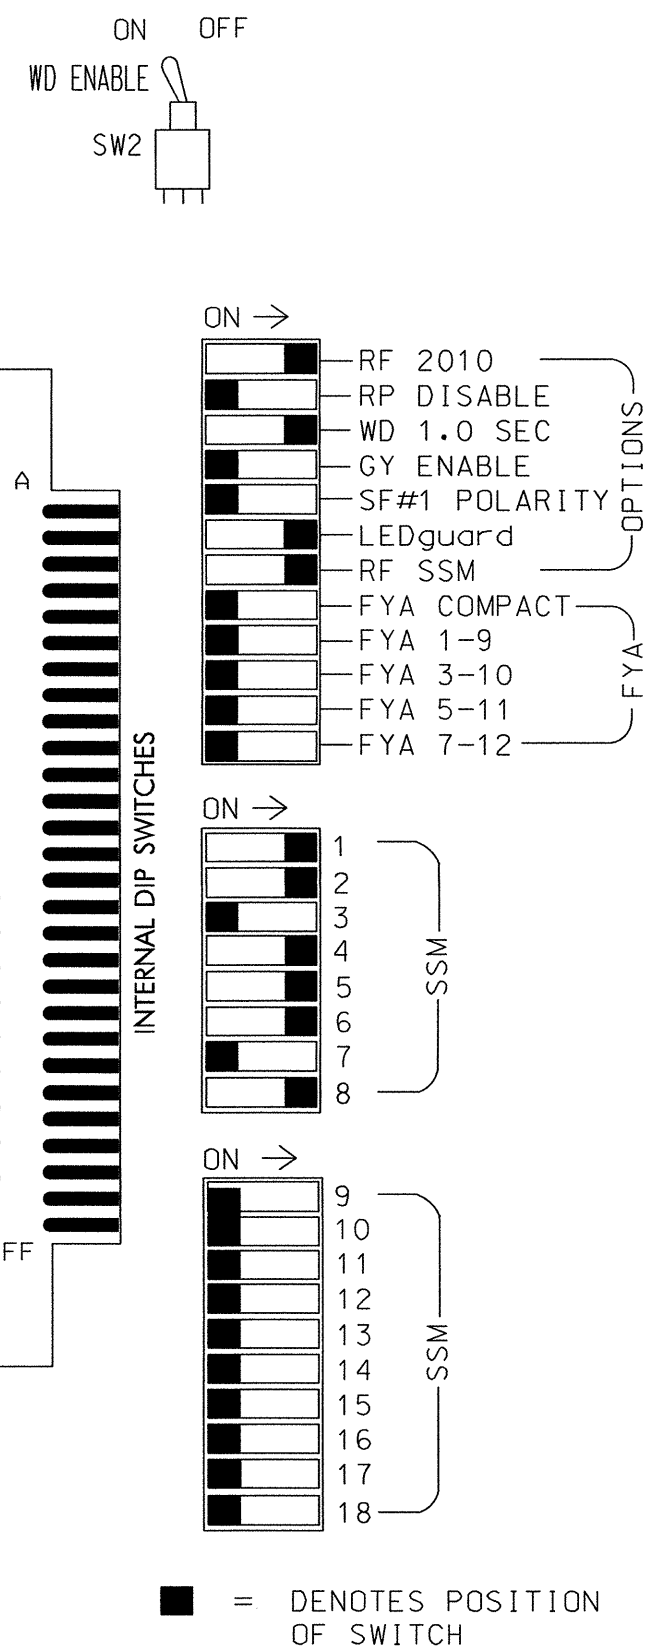 ON OFF
WD ENABLE
SW2
ON →
RF 2010
RP DISABLE
WD 1.0 SEC
GY ENABLE
SF#1 POLARITY
LEDguard
RF SSM
OPTIONS
FYA COMPACT
FYA 1-9
FYA 3-10
FYA 5-11
FYA 7-12
FYA
A
FF
INTERNAL DIP SWITCHES
ON →
1
2
3
4
5
6
7
8
SSM
ON →
9
10
11
12
13
14
15
16
17
18
SSM
= DENOTES POSITION
OF SWITCH